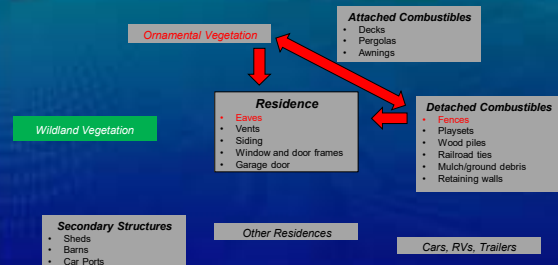 Attached Combustibles
• Decks
• Pergolas
• Awnings
Ornamental Vegetation
Residence
• Eaves
• Vents
• Siding
• Window and door frames
• Garage door
Detached Combustibles
• Fences
• Playsets
• Wood piles
• Railroad ties
• Mulch/ground debris
• Retaining walls
Wildland Vegetation
Secondary Structures
• Sheds
• Barns
• Car Ports
Other Residences
Cars, RVs, Trailers